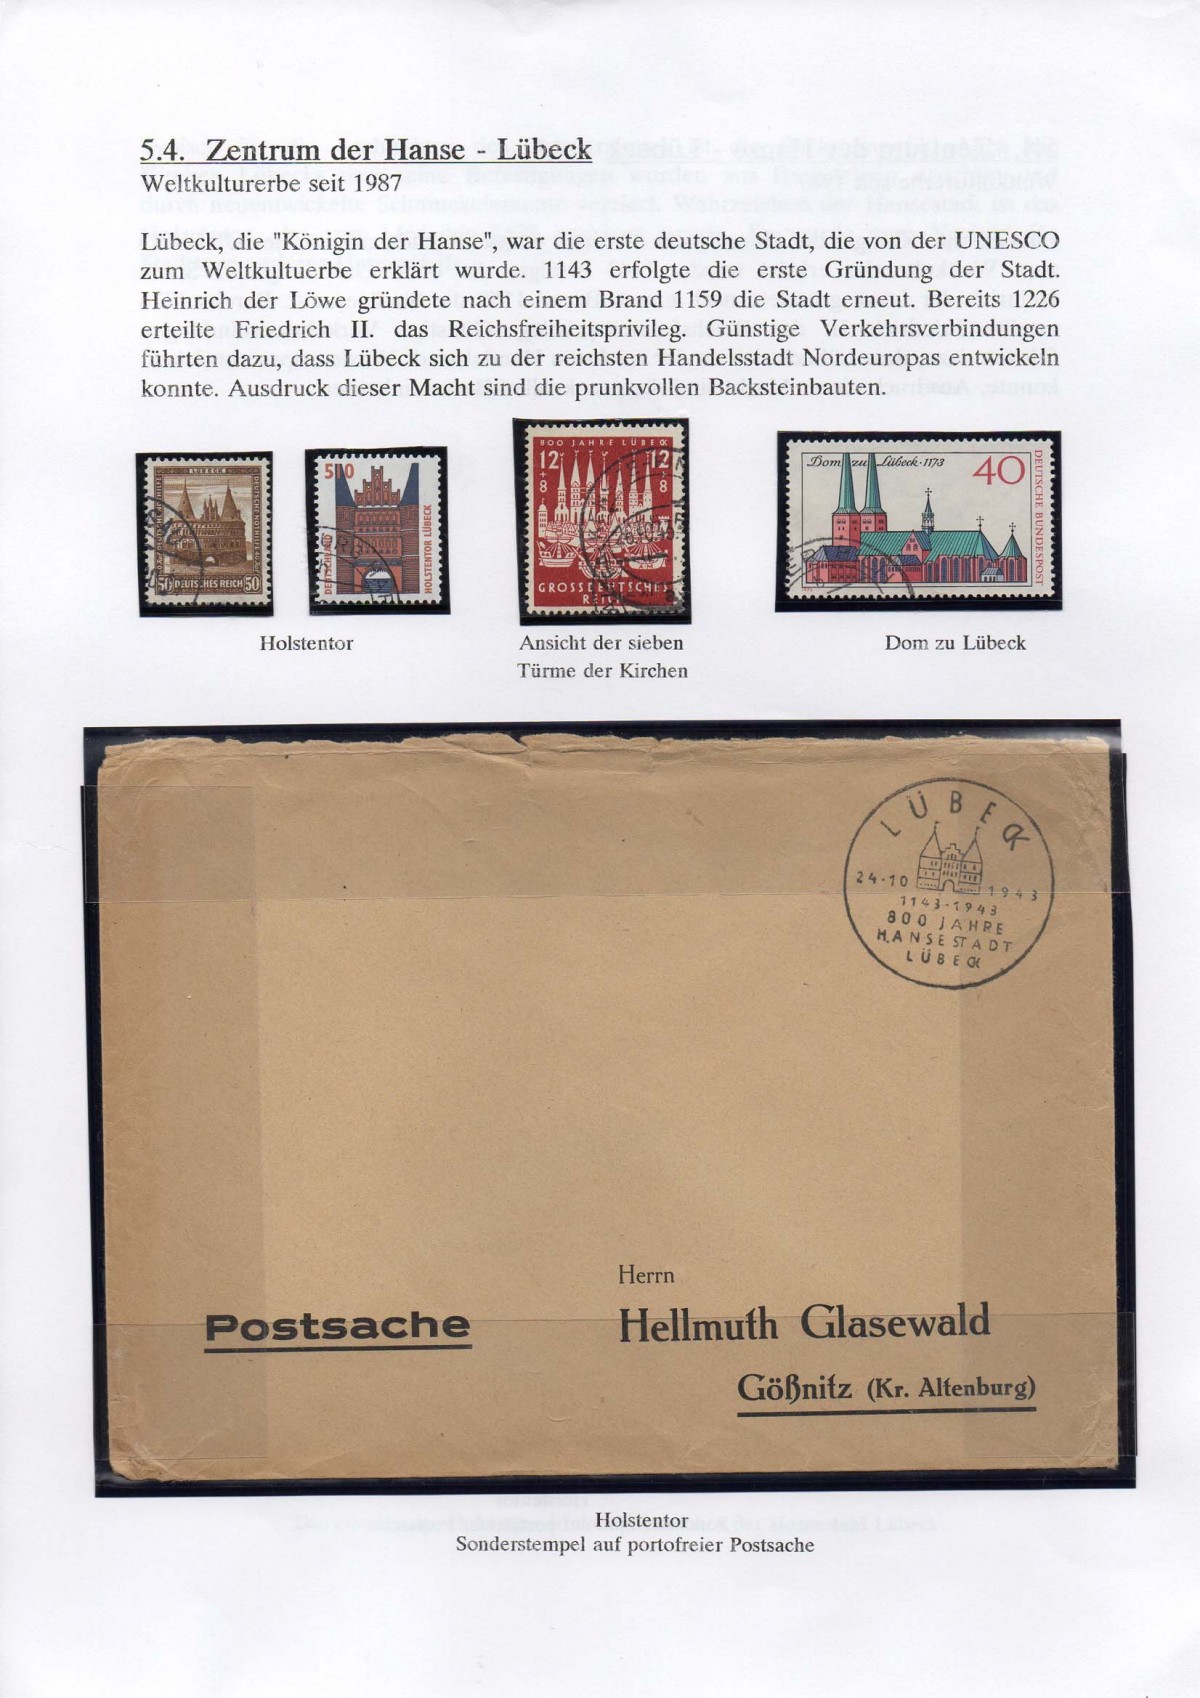 5.4. Zentrum der Hanse - Lübeck
Weltkulturerbe seit 1987
Lübeck, die "Königin der Hanse", war die erste deutsche Stadt, die von der UNESCO
zum Weltkultuerbe erklärt wurde. 1143 erfolgte die erste Gründung der Stadt.
Heinrich der Löwe gründete nach einem Brand 1159 die Stadt erneut. Bereits 1226
erteilte Friedrich II. das Reichsfreiheitsprivileg. Günstige Verkehrsverbindungen
führten dazu, dass Lübeck sich zu der reichsten Handelsstadt Nordeuropas entwickeln
konnte. Ausdruck dieser Macht sind die prunkvollen Backsteinbauten.
LÜBECK
50 DEUTSCHES REICH 50
500
DEUTSCHLAND
HOLSTENTOR LÜBECK
800 JAHRE LÜBECK
12 + 8
12 + 8
GROSSDEUTSCHES
REICH
Dom zu Lübeck · 1173
40
DEUTSCHE BUNDESPOST
Holstentor
Ansicht der sieben
Türme der Kirchen
Dom zu Lübeck
LÜBECK
24-10 1943
1143-1943
800 JAHRE
HANSESTADT
LÜBECK
Herrn
Postsache
Hellmuth Glasewald
Gößnitz (Kr. Altenburg)
Holstentor
Sonderstempel auf portofreier Postsache